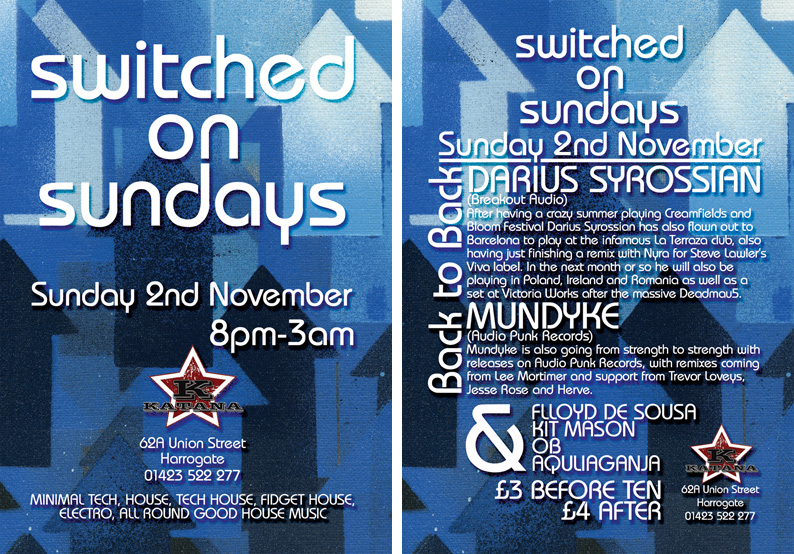 switched
on
sundays
Sunday 2nd November
8pm-3am
K
KATANA
62A Union Street
Harrogate
01423 522 277
MINIMAL TECH, HOUSE, TECH HOUSE, FIDGET HOUSE,
ELECTRO, ALL ROUND GOOD HOUSE MUSIC
switched
on
sundays
Sunday 2nd November
Back to Back
DARIUS SYROSSIAN
(Breakout Audio)
After having a crazy summer playing Creamfields and
Bloom Festival Darius Syrossian has also flown out to
Barcelona to play at the infamous La Terraza club, also
having just finishing a remix with Nyra for Steve Lawler's
Viva label. In the next month or so he will also be
playing in Poland, Ireland and Romania as well as a
set at Victoria Works after the massive Deadmau5.
MUNDYKE
(Audio Punk Records)
Mundyke is also going from strength to strength with
releases on Audio Punk Records, with remixes coming
from Lee Mortimer and support from Trevor Loveys,
Jesse Rose and Herve.
&
FLLOYD DE SOUSA
KIT MASON
OB
AQULIAGANJA
£3 BEFORE TEN
£4 AFTER
K
KATANA
62A Union Street
Harrogate
01423 522 277